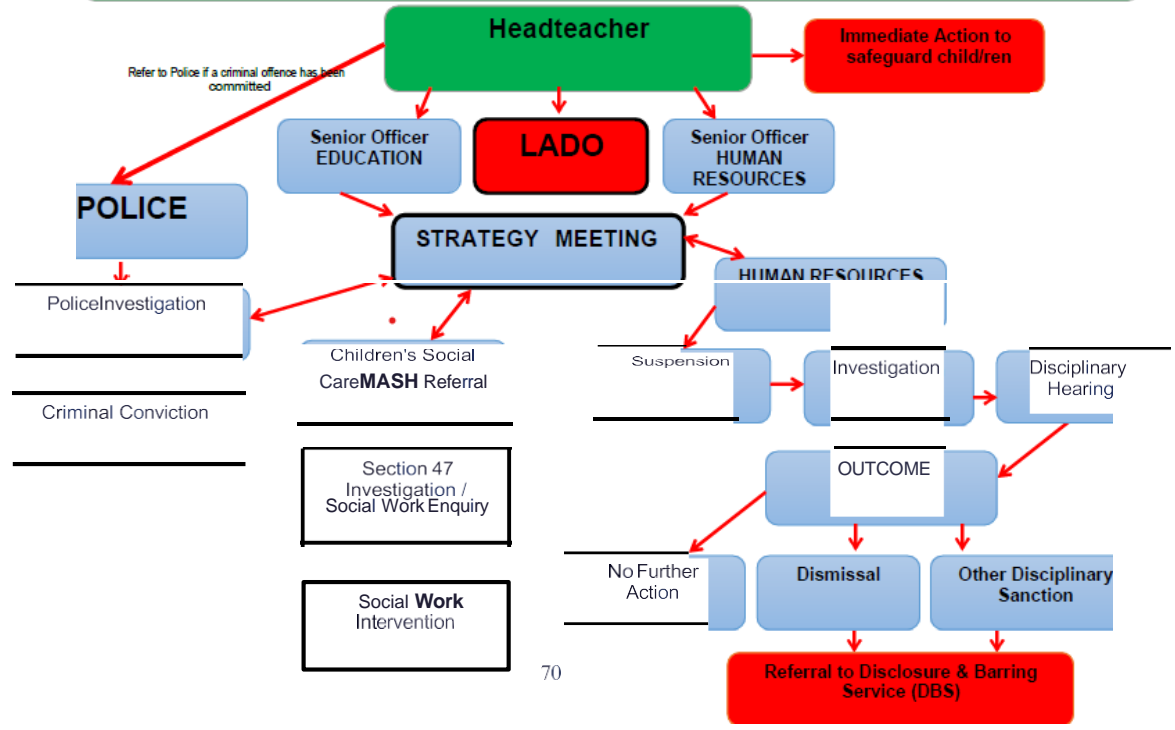 Headteacher
Immediate Action to
safeguard child/ren
Refer to Police if a criminal offence has been
committed
Senior Officer
EDUCATION
LADO
Senior Officer
HUMAN
RESOURCES
POLICE
STRATEGY MEETING
HUMAN RESOURCES
PoliceInvestigation
Children's Social
CareMASH Referral
Suspension
Investigation
Disciplinary
Hearing
Criminal Conviction
Section 47
Investigation /
Social Work Enquiry
OUTCOME
No Further
Action
Dismissal
Other Disciplinary
Sanction
Social Work
Intervention
70
Referral to Disclosure & Barring
Service (DBS)